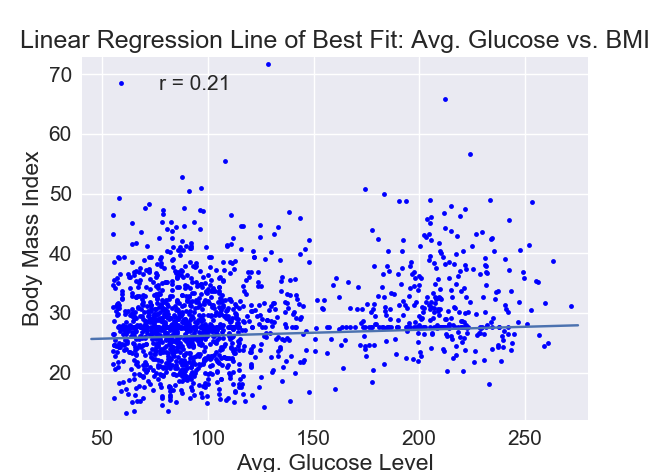 Linear Regression Line of Best Fit: Avg. Glucose vs. BMI
r = 0.21
70
60
50
40
30
20
Body Mass Index
50 100 150 200 250
Avg. Glucose Level